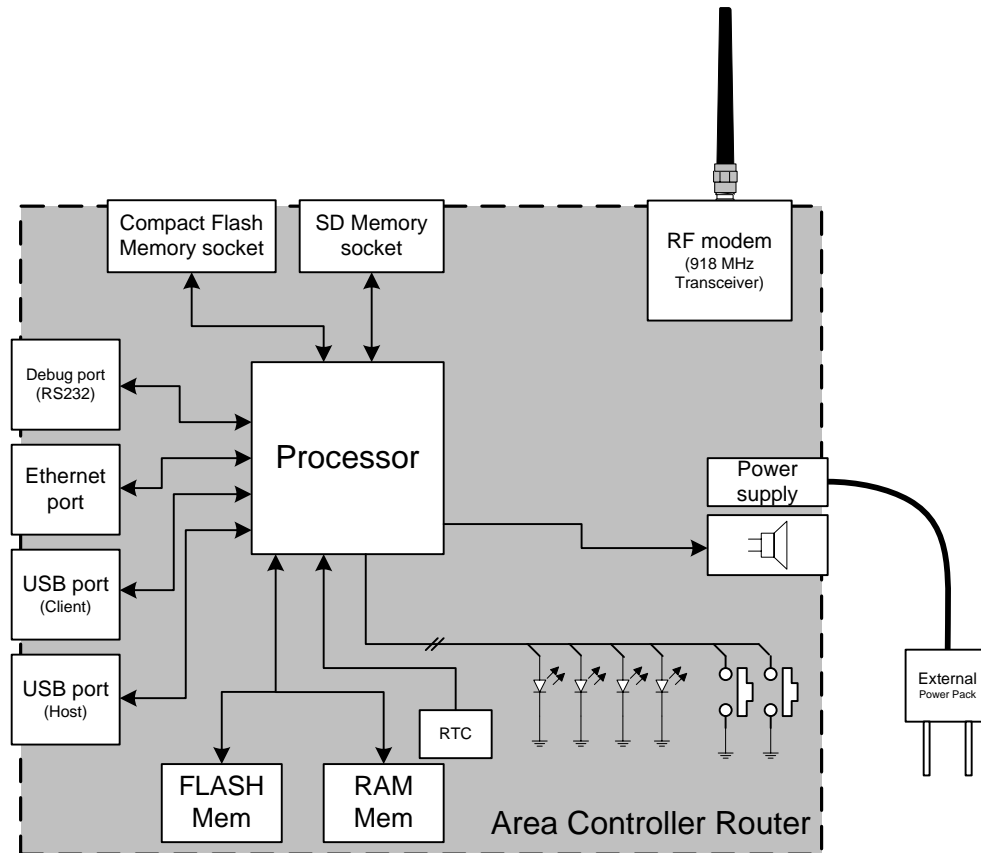 Compact Flash
Memory socket
SD Memory
socket
RF modem
(918 MHz
Transceiver)
Debug port
(RS232)
Processor
Ethernet
port
Power
supply
USB port
(Client)
USB port
(Host)
External
Power Pack
RTC
FLASH
Mem
RAM
Mem
Area Controller Router